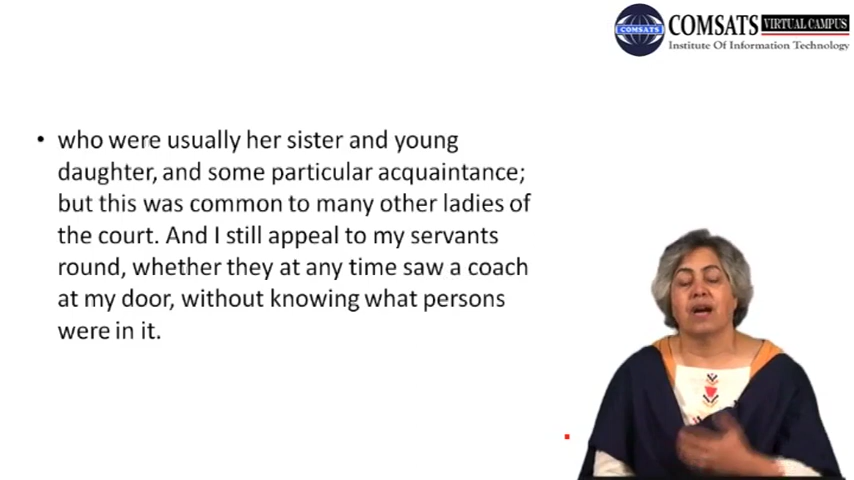 COMSATS VIRTUAL CAMPUS
COMSATS
Institute Of Information Technology
• who were usually her sister and young
daughter, and some particular acquaintance;
but this was common to many other ladies of
the court. And I still appeal to my servants
round, whether they at any time saw a coach
at my door, without knowing what persons
were in it.